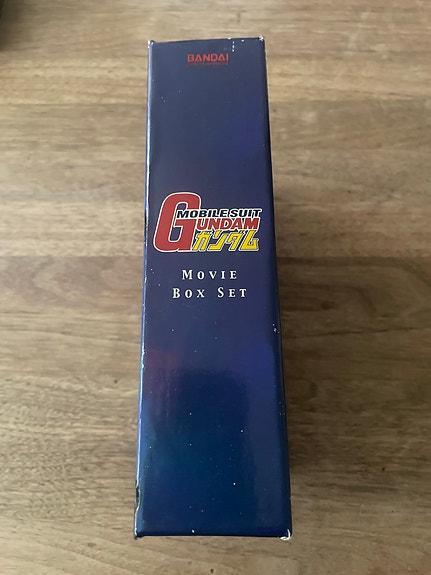 BANDAI
MOBILE SUIT
GUNDAM
ガンダム
MOVIE
BOX SET